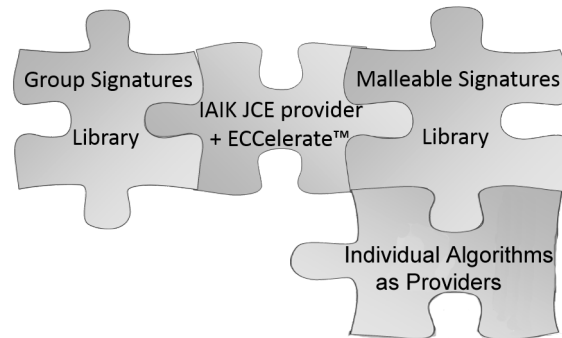 Group Signatures
Library
IAIK JCE provider
+ ECCelerate™
Malleable Signatures
Library
Individual Algorithms
as Providers